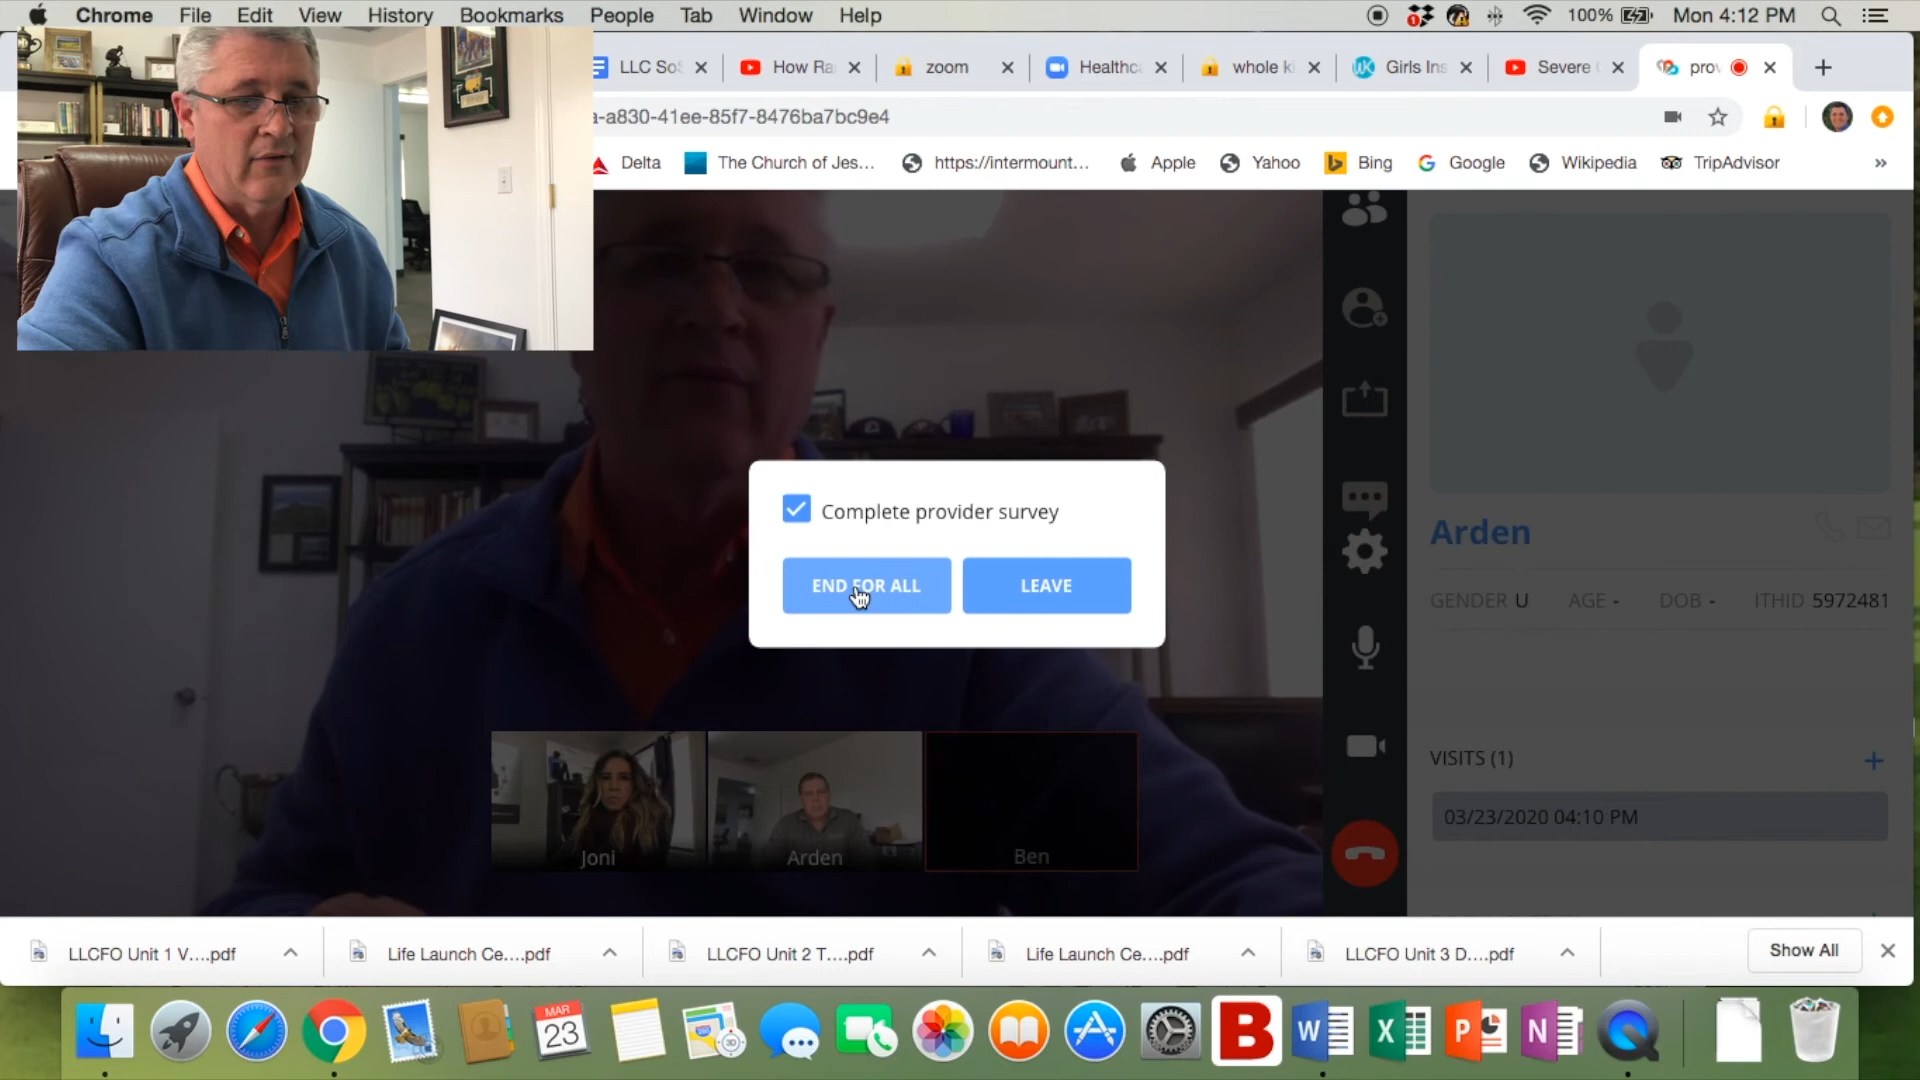 Chrome File Edit View History Bookmarks People Tab Window Help
100% Mon 4:12 PM
LLC SoS How Ra zoom Healthc whole ki Girls Ins Severe prov
a-a830-41ee-85f7-8476ba7bc9e4
Delta The Church of Jes... https://intermount... Apple Yahoo Bing Google Wikipedia TripAdvisor »
Complete provider survey
END FOR ALL LEAVE
Arden
GENDER U AGE - DOB - ITHID 5972481
VISITS (1)
03/23/2020 04:10 PM
Joni Arden Ben
LLCFO Unit 1 V....pdf Life Launch Ce....pdf LLCFO Unit 2 T....pdf Life Launch Ce....pdf LLCFO Unit 3 D....pdf Show All
MAR
23
3D
B W X P N